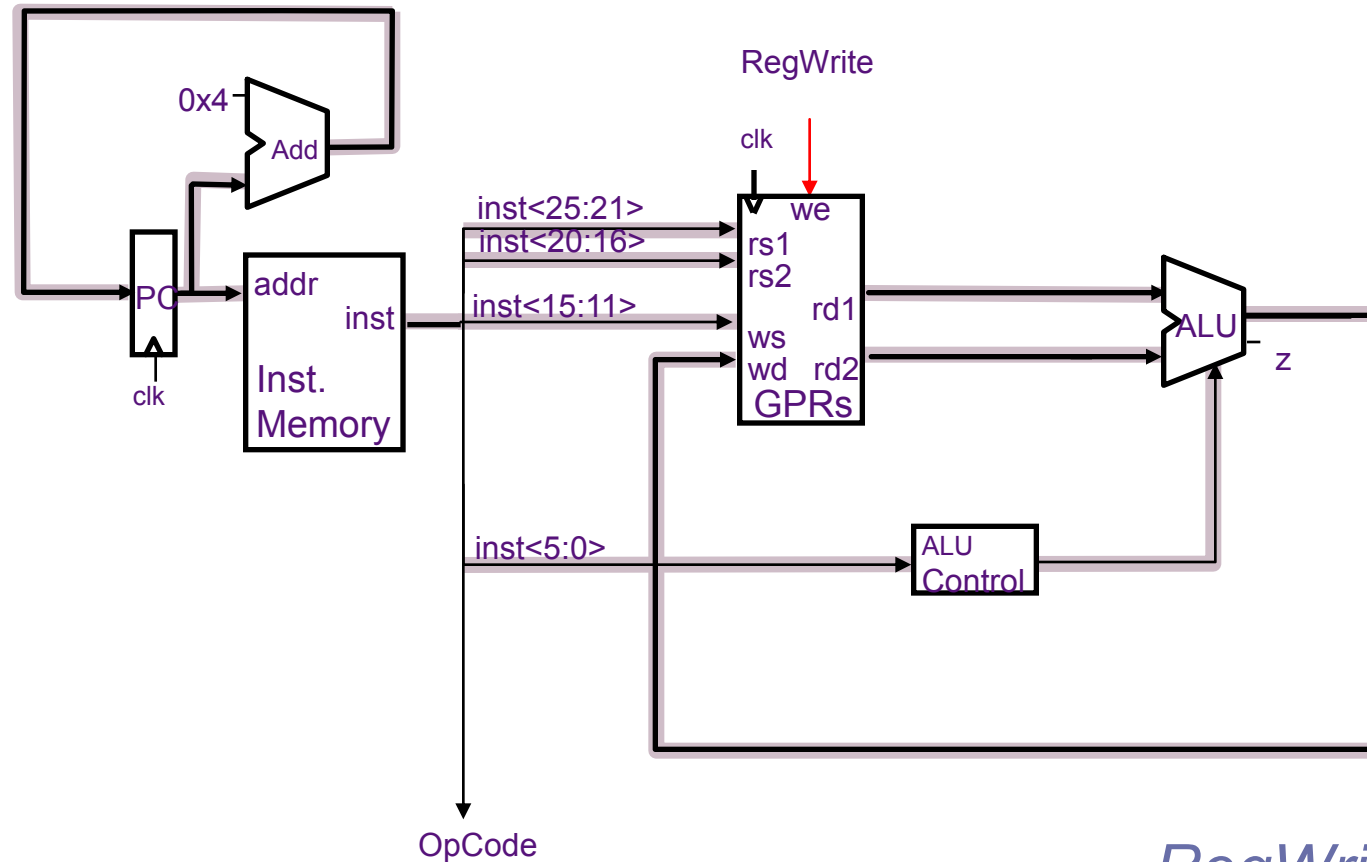 RegWrite
0x4
clk
Add
inst<25:21>
we
inst<20:16>
rs1
rs2
PC
addr
inst
inst<15:11>
rd1
ALU
ws
wd
rd2
z
clk
Inst.
Memory
GPRs
inst<5:0>
ALU
Control
OpCode